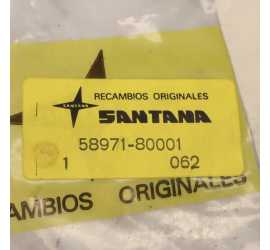 RECAMBIOS ORIGINALES
SANTANA
SANTANA
58971-80001
1 062
AMBIOS ORIGINALES